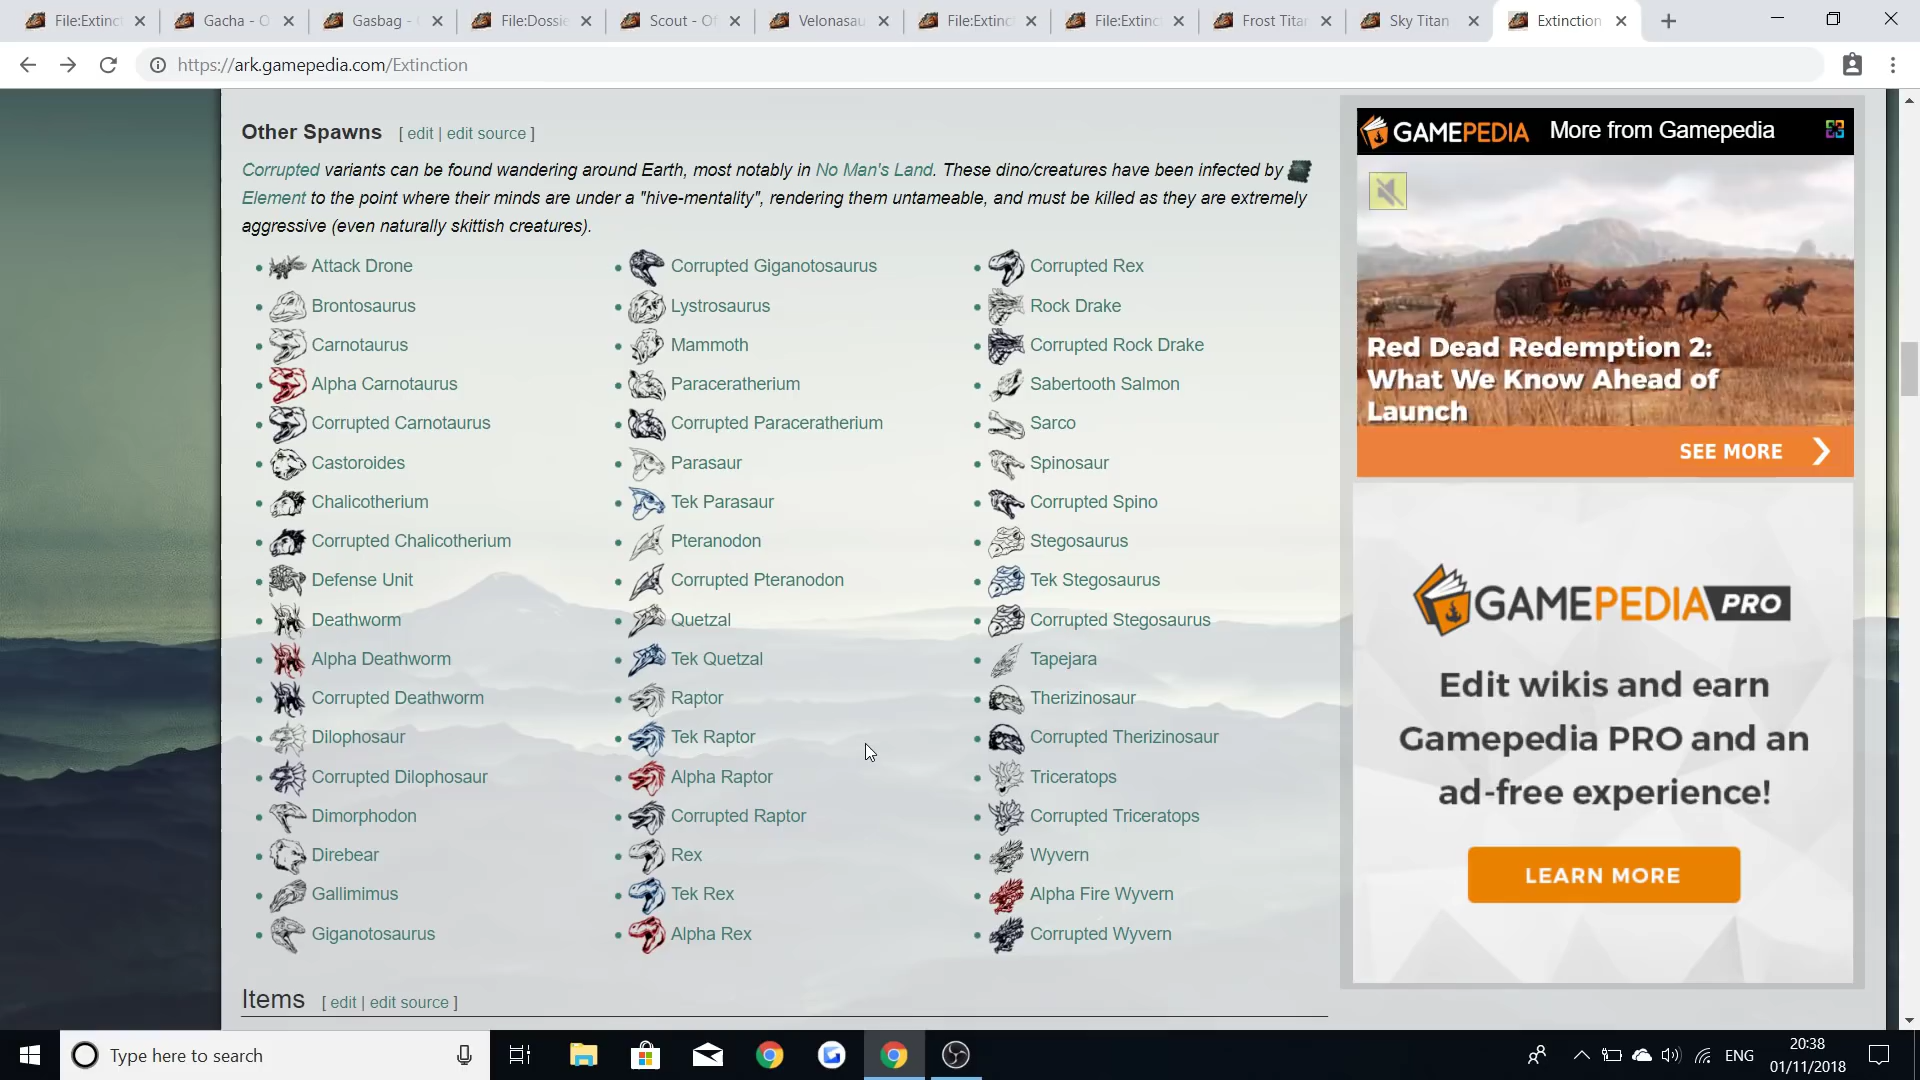 File:Extinc
Gacha - O
Gasbag -
File:Dossie
Scout - Of
Velonasau
File:Extinc
File:Extinc
Frost Titan
Sky Titan
Extinction
https://ark.gamepedia.com/Extinction
Other Spawns [ edit | edit source ]
Corrupted variants can be found wandering around Earth, most notably in No Man's Land. These dino/creatures have been infected by
Element to the point where their minds are under a "hive-mentality", rendering them untameable, and must be killed as they are extremely
aggressive (even naturally skittish creatures).
Attack Drone
Brontosaurus
Carnotaurus
Alpha Carnotaurus
Corrupted Carnotaurus
Castoroides
Chalicotherium
Corrupted Chalicotherium
Defense Unit
Deathworm
Alpha Deathworm
Corrupted Deathworm
Dilophosaur
Corrupted Dilophosaur
Dimorphodon
Direbear
Gallimimus
Giganotosaurus
Corrupted Giganotosaurus
Lystrosaurus
Mammoth
Paraceratherium
Corrupted Paraceratherium
Parasaur
Tek Parasaur
Pteranodon
Corrupted Pteranodon
Quetzal
Tek Quetzal
Raptor
Tek Raptor
Alpha Raptor
Corrupted Raptor
Rex
Tek Rex
Alpha Rex
Corrupted Rex
Rock Drake
Corrupted Rock Drake
Sabertooth Salmon
Sarco
Spinosaur
Corrupted Spino
Stegosaurus
Tek Stegosaurus
Corrupted Stegosaurus
Tapejara
Therizinosaur
Corrupted Therizinosaur
Triceratops
Corrupted Triceratops
Wyvern
Alpha Fire Wyvern
Corrupted Wyvern
Items [ edit | edit source ]
GAMEPEDIA More from Gamepedia
Red Dead Redemption 2:
What We Know Ahead of
Launch
SEE MORE
GAMEPEDIA PRO
Edit wikis and earn
Gamepedia PRO and an
ad-free experience!
LEARN MORE
Type here to search
ENG
20:38
01/11/2018